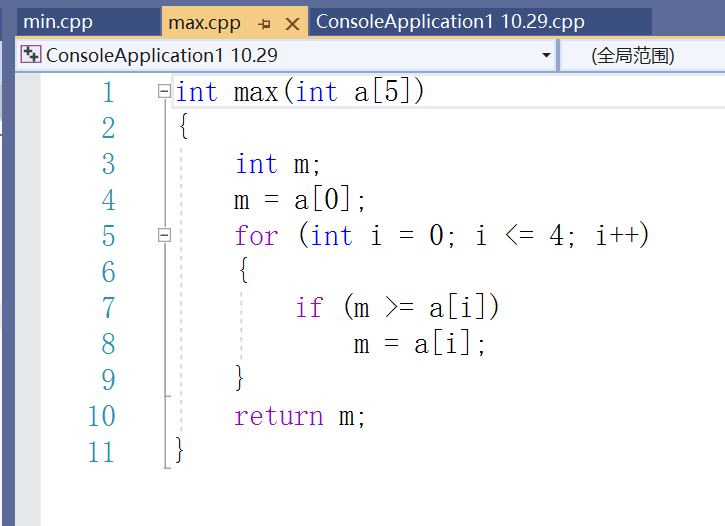 min.cpp max.cpp ConsoleApplication1 10.29.cpp
ConsoleApplication1 10.29 (全局范围)
1 int max(int a[5])
2 {
3 int m;
4 m = a[0];
5 for (int i = 0; i <= 4; i++)
6 {
7 if (m >= a[i])
8 m = a[i];
9 }
10 return m;
11 }